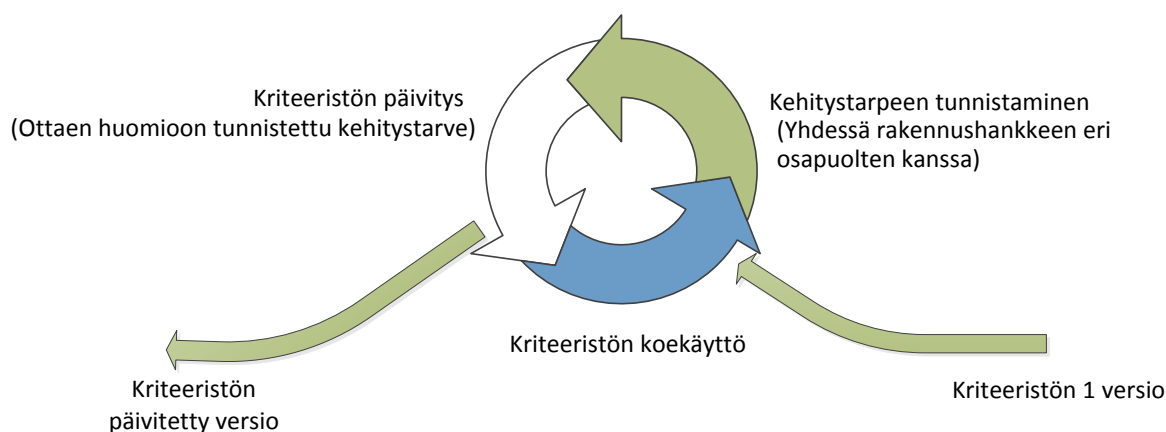 Kriteeristön päivitys
(Ottaen huomioon tunnistettu kehitystarve)
Kehitystarpeen tunnistaminen
(Yhdessä rakennushankkeen eri
osapuolten kanssa)
Kriteeristön koekäyttö
Kriteeristön
päivitetty versio
Kriteeristön 1 versio